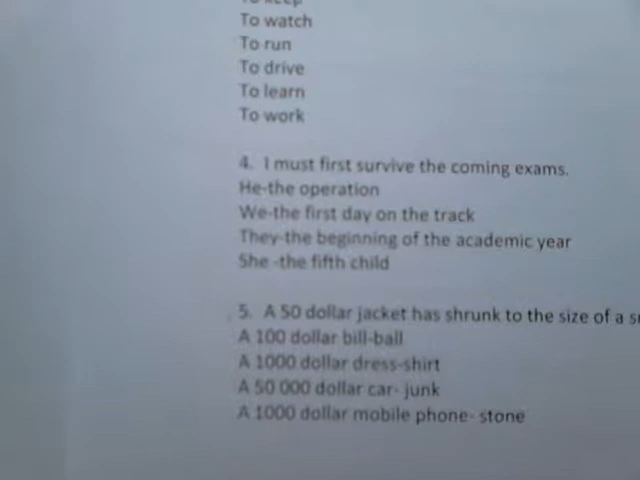 To keep
To watch
To run
To drive
To learn
To work
4. I must first survive the coming exams.
He-the operation
We-the first day on the track
They-the beginning of the academic year
She -the fifth child
5. A 50 dollar jacket has shrunk to the size of a
A 100 dollar bill-ball
A 1000 dollar dress-shirt
A 50 000 dollar car- junk
A 1000 dollar mobile phone- stone